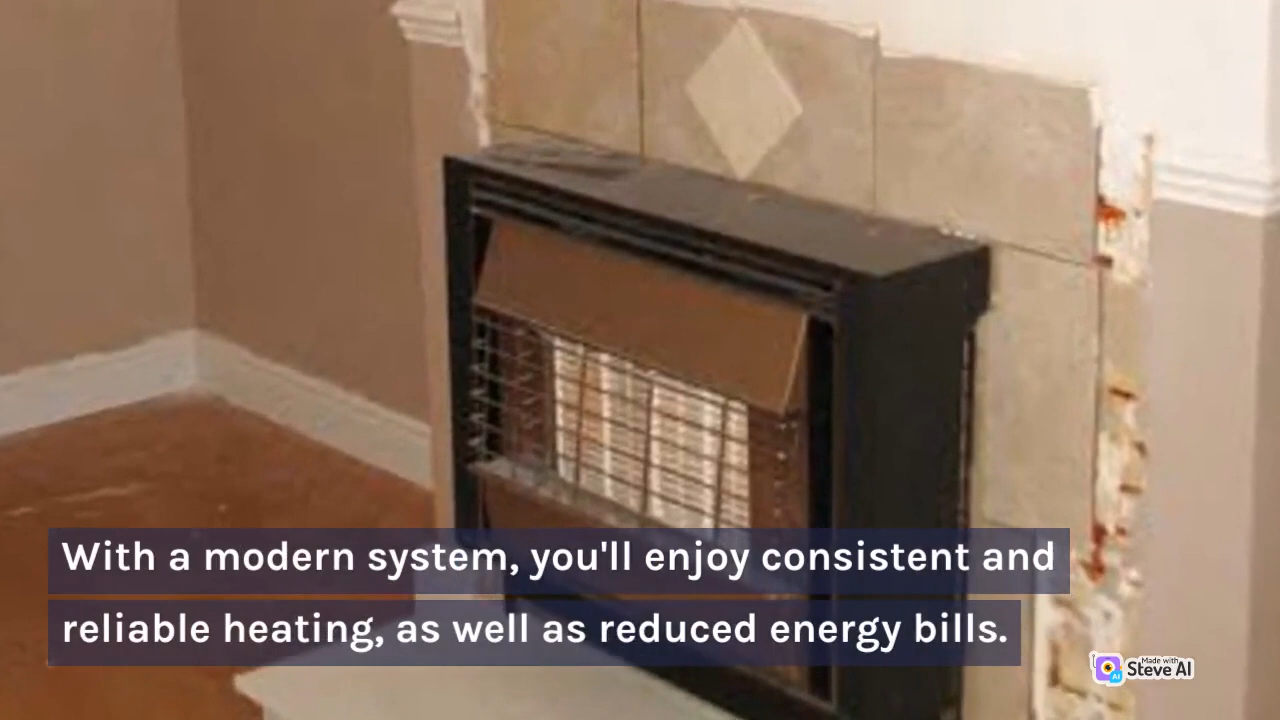 With a modern system, you'll enjoy consistent and
reliable heating, as well as reduced energy bills.
Made with
Steve AI
AI